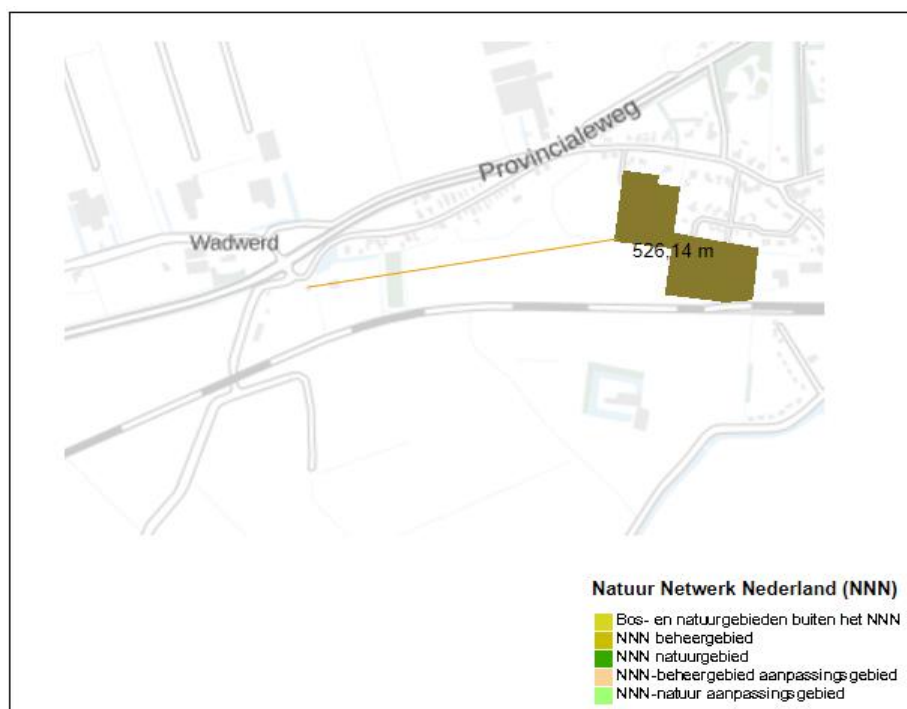 Provincialeweg
Wadwerd
526,14 m
Natuur Netwerk Nederland (NNN)
Bos- en natuurgebieden buiten het NNN
NNN beheergebied
NNN natuurgebied
NNN-beheergebied aanpassingsgebied
NNN-natuur aanpassingsgebied